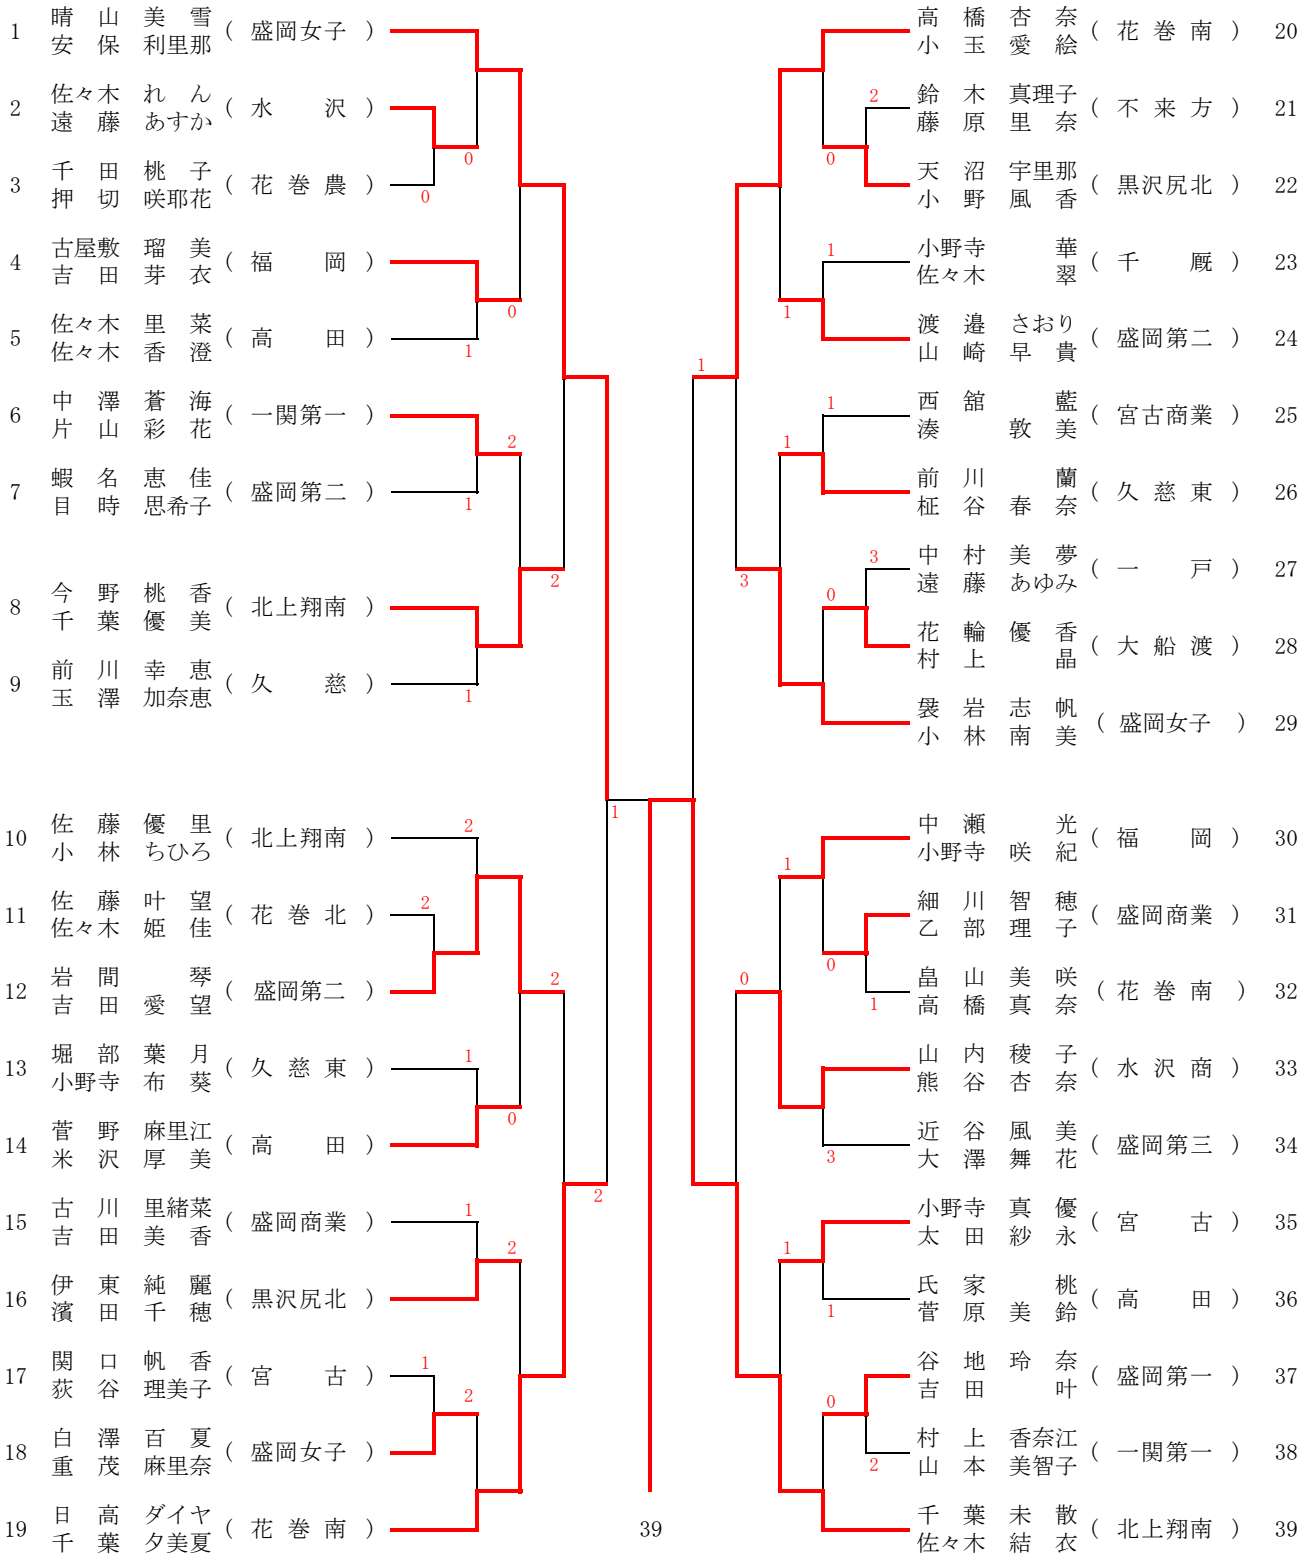 1 晴山美雪 安保利里那 ( 盛岡女子 )
2 佐々木れん 遠藤あすか ( 水沢 )
0
3 千田桃子 押切咲耶花 ( 花巻農 )
0
4 古屋敷瑠美 吉田芽衣 ( 福岡 )
0
5 佐々木里菜 佐々木香澄 ( 高田 )
1
6 中澤蒼海 片山彩花 ( 一関第一 )
2
7 蝦名恵佳 目時思希子 ( 盛岡第二 )
1
2
8 今野桃香 千葉優美 ( 北上翔南 )
9 前川幸恵 玉澤加奈恵 ( 久慈 )
1
1
10 佐藤優里 小林ちひろ ( 北上翔南 )
2
11 佐藤叶望 佐々木姫佳 ( 花巻北 )
2
12 岩間琴 吉田愛望 ( 盛岡第二 )
2
13 堀部葉月 小野寺布葵 ( 久慈東 )
1
0
14 菅野麻里江 米沢厚美 ( 高田 )
2
15 古川里緒菜 吉田美香 ( 盛岡商業 )
1
2
16 伊東純麗 濱田千穂 ( 黒沢尻北 )
17 関口帆香 荻谷理美子 ( 宮古 )
1
2
18 白澤百夏 重茂麻里奈 ( 盛岡女子 )
19 日高ダイヤ 千葉夕美夏 ( 花巻南 )
39
高橋杏奈 小玉愛絵 ( 花巻南 ) 20
2
鈴木真理子 藤原里奈 ( 不来方 ) 21
0
天沼宇里那 小野風香 ( 黒沢尻北 ) 22
1
小野寺華 佐々木翠 ( 千厩 ) 23
1
渡邉さおり 山崎早貴 ( 盛岡第二 ) 24
1
1
西舘藍 湊敦美 ( 宮古商業 ) 25
1
前川蘭 柾谷春奈 ( 久慈東 ) 26
3
中村美夢 遠藤あゆみ ( 一戸 ) 27
3
0
花輪優香 村上晶 ( 大船渡 ) 28
袰岩志帆 小林南美 ( 盛岡女子 ) 29
中瀬光 小野寺咲紀 ( 福岡 ) 30
1
細川智穂 乙部理子 ( 盛岡商業 ) 31
0
畠山美咲 高橋真奈 ( 花巻南 ) 32
1
0
山内稜子 熊谷杏奈 ( 水沢商 ) 33
近谷風美 大澤舞花 ( 盛岡第三 ) 34
3
小野寺真優 太田紗永 ( 宮古 ) 35
1
氏家桃 菅原美鈴 ( 高田 ) 36
1
谷地玲奈 吉田叶 ( 盛岡第一 ) 37
0
村上香奈江 山本美智子 ( 一関第一 ) 38
2
千葉未散 佐々木結衣 ( 北上翔南 ) 39